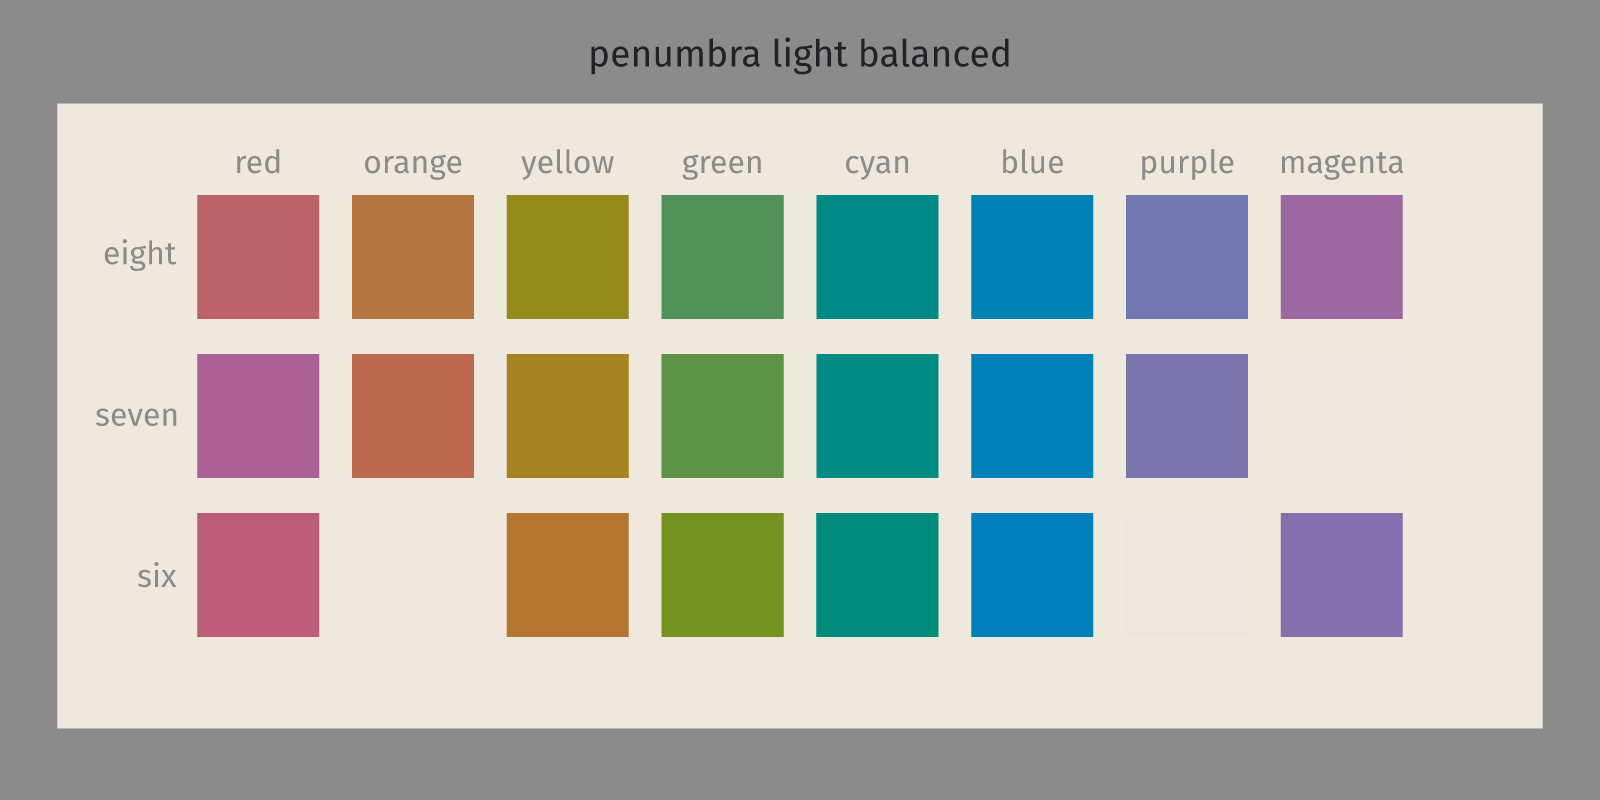 penumbra light balanced
red orange yellow green cyan blue purple magenta
eight
seven
six